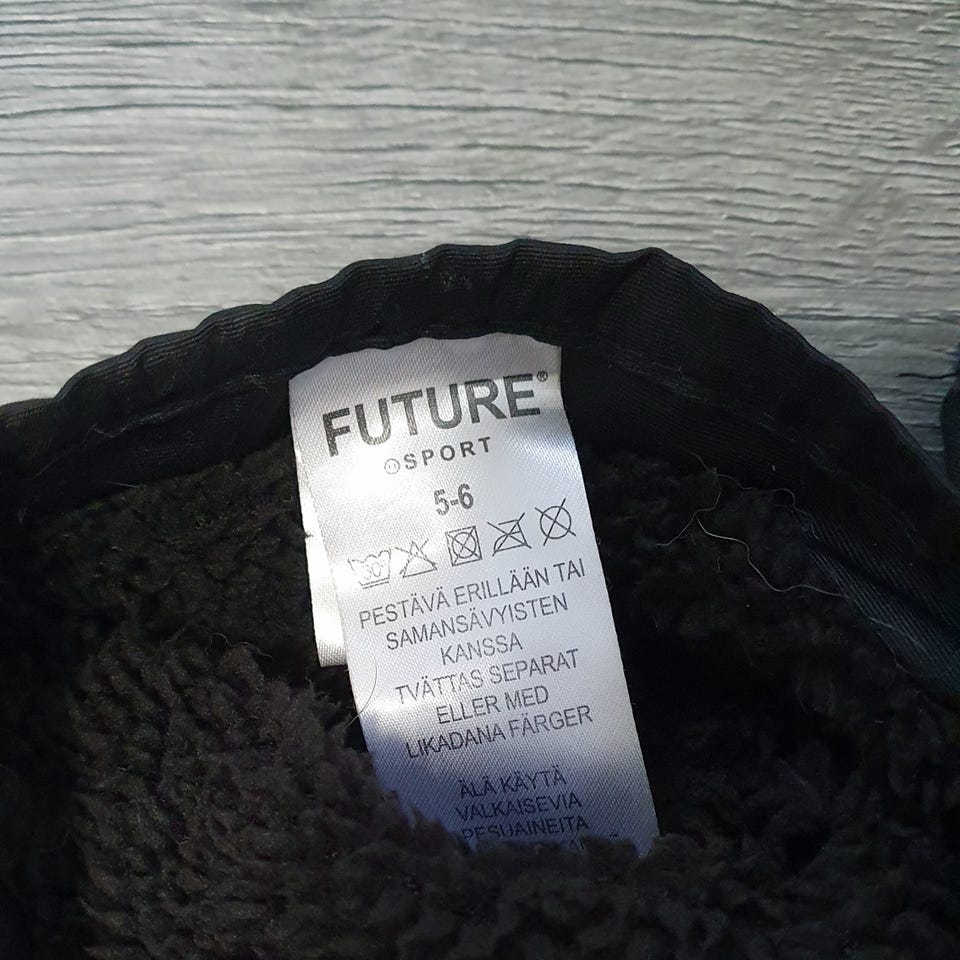 FUTURE®
SPORT
5-6
30°
PESTÄVÄ ERILLÄÄN TAI
SAMANSÄVYISTEN
KANSSA
TVÄTTAS SEPARAT
ELLER MED
LIKADANA FÄRGER
ÄLÄ KÄYTÄ
VALKAISEVIA
PESUAINEITA